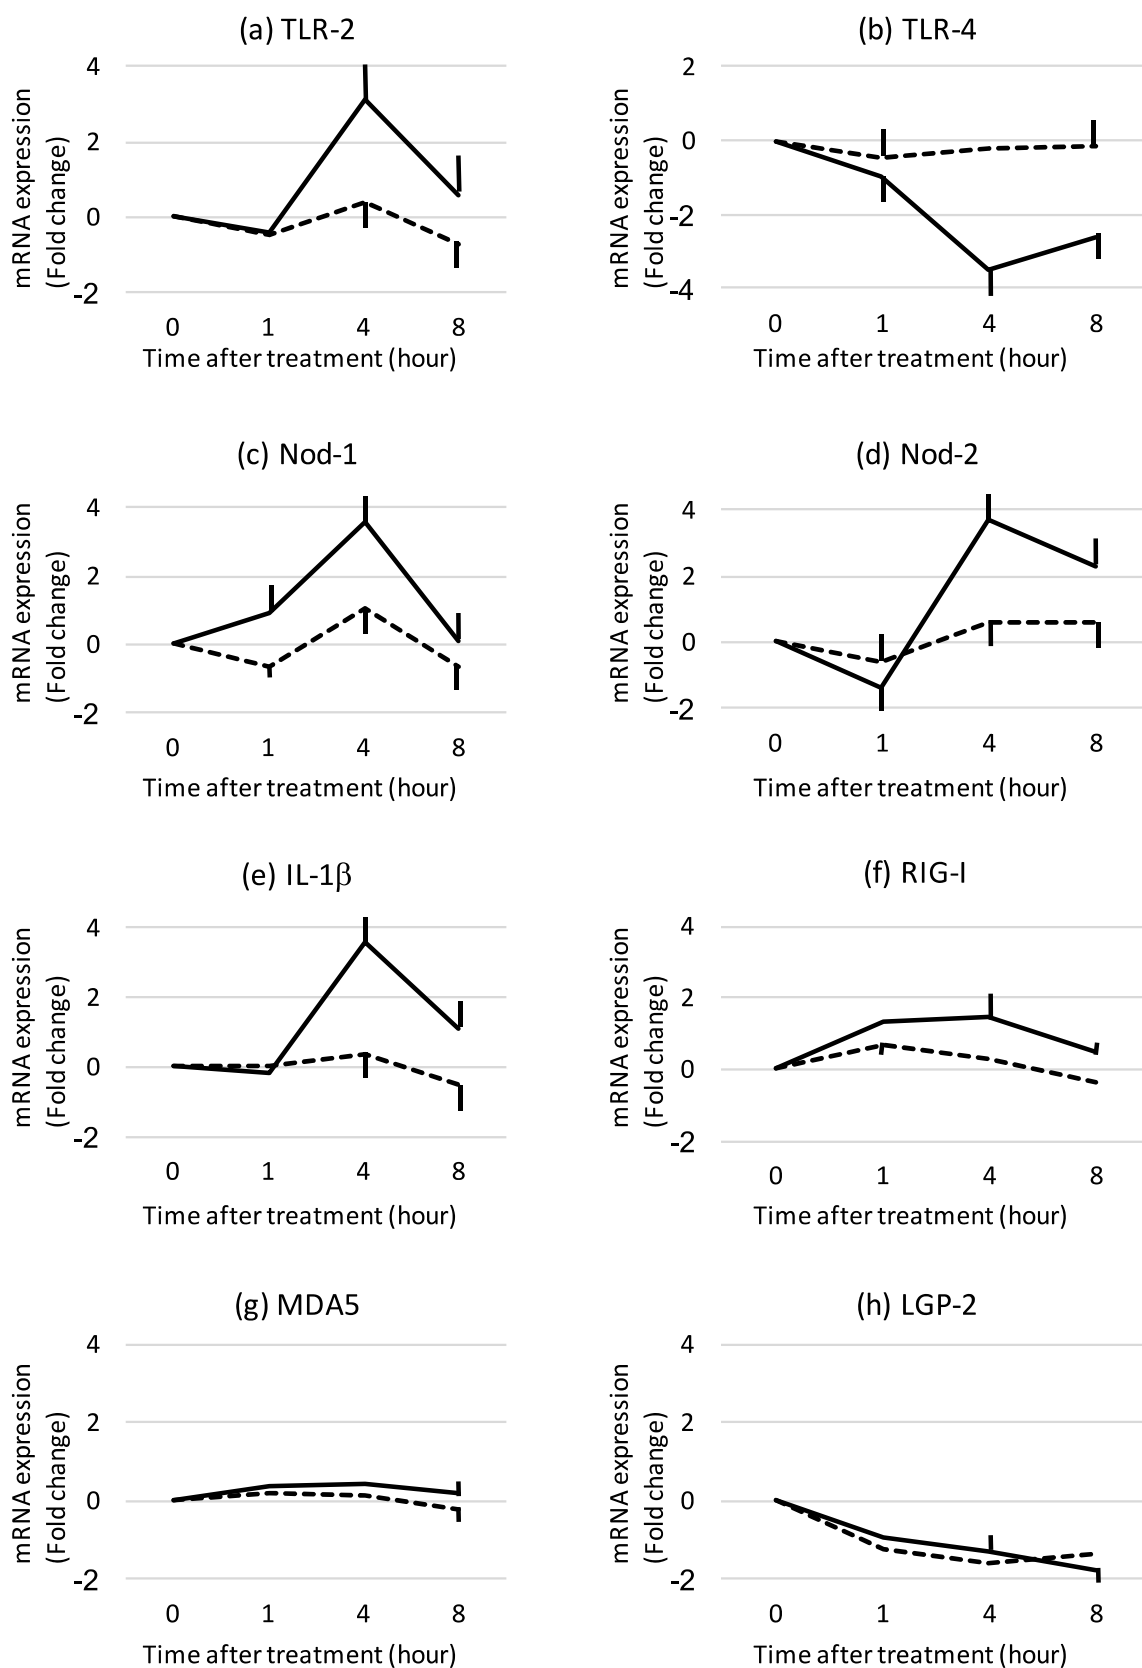 (a) TLR-2
mRNA expression
(Fold change)
4
2
0
-2
0 1 4 8
Time after treatment (hour)
(b) TLR-4
mRNA expression
(Fold change)
2
0
-2
-4
0 1 4 8
Time after treatment (hour)
(c) Nod-1
mRNA expression
(Fold change)
4
2
0
-2
0 1 4 8
Time after treatment (hour)
(d) Nod-2
mRNA expression
(Fold change)
4
2
0
-2
0 1 4 8
Time after treatment (hour)
(e) IL-1β
mRNA expression
(Fold change)
4
2
0
-2
0 1 4 8
Time after treatment (hour)
(f) RIG-I
mRNA expression
(Fold change)
4
2
0
-2
0 1 4 8
Time after treatment (hour)
(g) MDA5
mRNA expression
(Fold change)
4
2
0
-2
0 1 4 8
Time after treatment (hour)
(h) LGP-2
mRNA expression
(Fold change)
4
2
0
-2
0 1 4 8
Time after treatment (hour)